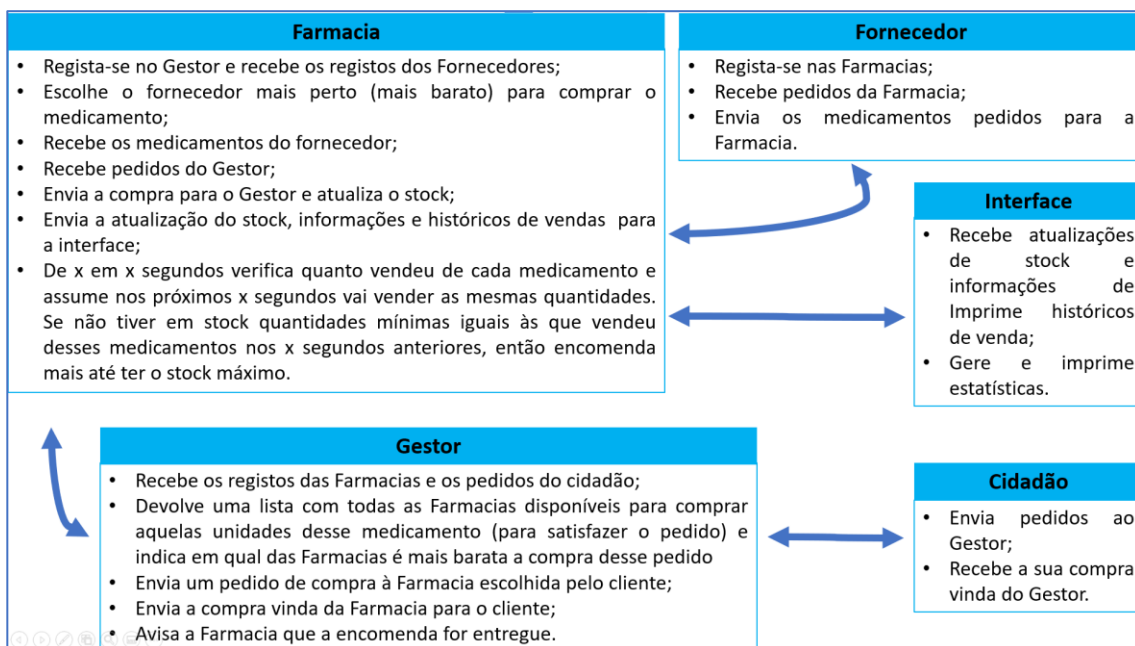 Farmacia
• Regista-se no Gestor e recebe os registos dos Fornecedores;
• Escolhe o fornecedor mais perto (mais barato) para comprar o
medicamento;
• Recebe os medicamentos do fornecedor;
• Recebe pedidos do Gestor;
• Envia a compra para o Gestor e atualiza o stock;
• Envia a atualização do stock, informações e históricos de vendas para
a interface;
• De x em x segundos verifica quanto vendeu de cada medicamento e
assume nos próximos x segundos vai vender as mesmas quantidades.
Se não tiver em stock quantidades mínimas iguais às que vendeu
desses medicamentos nos x segundos anteriores, então encomenda
mais até ter o stock máximo.
Fornecedor
• Regista-se nas Farmacias;
• Recebe pedidos da Farmacia;
• Envia os medicamentos pedidos para a
Farmacia.
Interface
• Recebe atualizações
de stock e
informações de
Imprime históricos
de venda;
• Gere e imprime
estatísticas.
Gestor
• Recebe os registos das Farmacias e os pedidos do cidadão;
• Devolve uma lista com todas as Farmacias disponíveis para comprar
aquelas unidades desse medicamento (para satisfazer o pedido) e
indica em qual das Farmacias é mais barata a compra desse pedido
• Envia um pedido de compra à Farmacia escolhida pelo cliente;
• Envia a compra vinda da Farmacia para o cliente;
• Avisa a Farmacia que a encomenda for entregue.
Cidadão
• Envia pedidos ao
Gestor;
• Recebe a sua compra
vinda do Gestor.